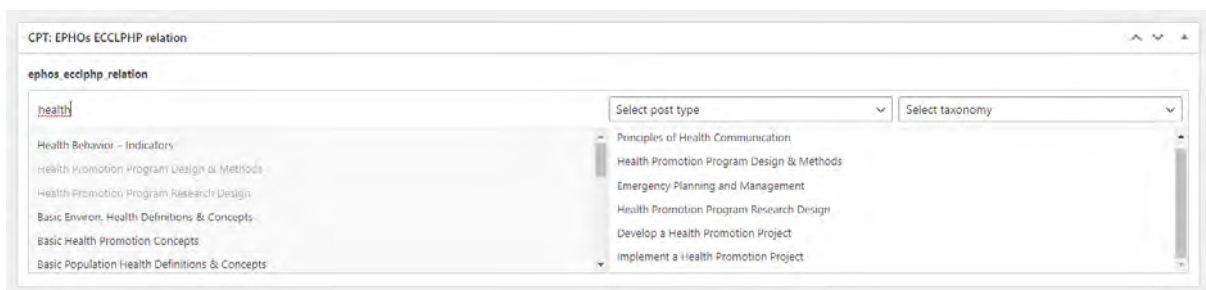 CPT: EPHOs ECCLPHP relation
ephos_ecclphp_relation
health
Select post type
Select taxonomy
Health Behavior – Indicators
Health Promotion Program Design & Methods
Health Promotion Program Research Design
Basic Environ. Health Definitions & Concepts
Basic Health Promotion Concepts
Basic Population Health Definitions & Concepts
Principles of Health Communication
Health Promotion Program Design & Methods
Emergency Planning and Management
Health Promotion Program Research Design
Develop a Health Promotion Project
Implement a Health Promotion Project